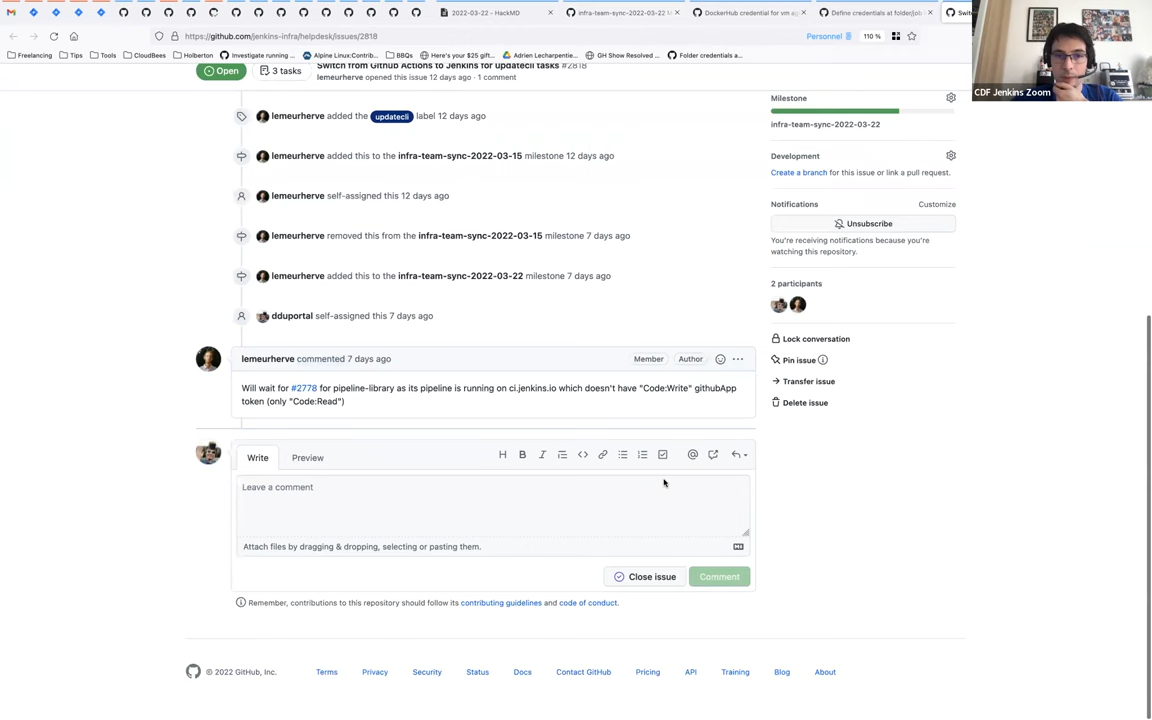 2022-03-22 - HackMD
infra-team-sync-2022-03-22 M
DockerHub credential for vm ag
Define credentials at folder/job
Switc
https://github.com/jenkins-infra/helpdesk/issues/2818
Personnel
110 %
Freelancing
Tips
Tools
CloudBees
Holberton
Investigate running ...
Alpine Linux:Contrib...
BBQs
Here's your $25 gift...
Adrien Lecharpentie...
GH Show Resolved ...
Folder credentials a...
CDF Jenkins Zoom
Open
3 tasks
Switch from Github Actions to Jenkins for updatecli tasks #2818
lemeurherve opened this issue 12 days ago · 1 comment
lemeurherve added the updatecli label 12 days ago
lemeurherve added this to the infra-team-sync-2022-03-15 milestone 12 days ago
lemeurherve self-assigned this 12 days ago
lemeurherve removed this from the infra-team-sync-2022-03-15 milestone 7 days ago
lemeurherve added this to the infra-team-sync-2022-03-22 milestone 7 days ago
dduportal self-assigned this 7 days ago
lemeurherve commented 7 days ago
Member
Author
Will wait for #2778 for pipeline-library as its pipeline is running on ci.jenkins.io which doesn't have "Code:Write" githubApp
token (only "Code:Read")
Write
Preview
Leave a comment
Attach files by dragging & dropping, selecting or pasting them.
Close issue
Comment
Remember, contributions to this repository should follow its contributing guidelines and code of conduct.
Milestone
infra-team-sync-2022-03-22
Development
Create a branch for this issue or link a pull request.
Notifications
Customize
Unsubscribe
You're receiving notifications because you're
watching this repository.
2 participants
Lock conversation
Pin issue
Transfer issue
Delete issue
© 2022 GitHub, Inc.
Terms
Privacy
Security
Status
Docs
Contact GitHub
Pricing
API
Training
Blog
About